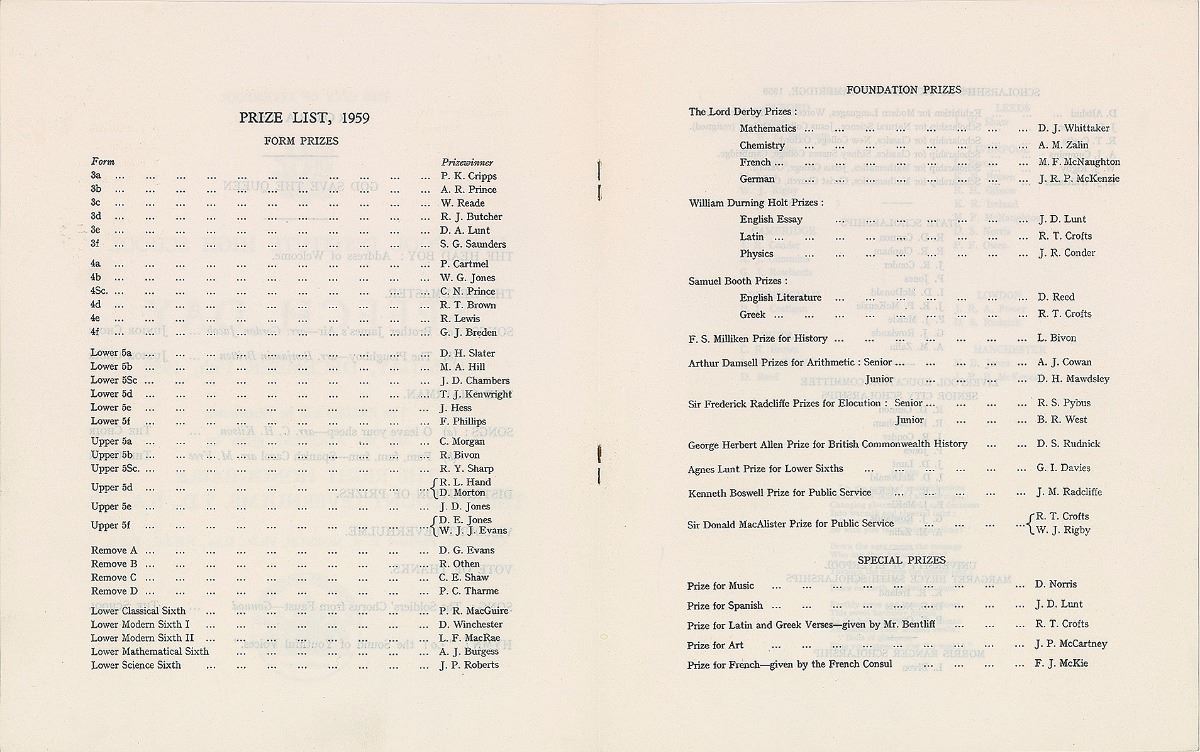 PRIZE LIST, 1959
FORM PRIZES
Form ... Prizewinner
3a ... P. K. Cripps
3b ... A. R. Prince
3c ... W. Reade
3d ... R. J. Butcher
3e ... D. A. Lunt
3f ... S. G. Saunders
4a ... P. Cartmel
4b ... W. G. Jones
4Sc. ... C. N. Prince
4d ... R. T. Brown
4e ... R. Lewis
4f ... G. J. Breden
Lower 5a ... D. H. Slater
Lower 5b ... M. A. Hill
Lower 5Sc ... J. D. Chambers
Lower 5d ... T. J. Kenwright
Lower 5e ... J. Hess
Lower 5f ... F. Phillips
Upper 5a ... C. Morgan
Upper 5b ... R. Bivon
Upper 5Sc. ... R. Y. Sharp
Upper 5d ... { R. L. Hand
D. Morton
Upper 5e ... J. D. Jones
Upper 5f ... { D. E. Jones
W. J. J. Evans
Remove A ... D. G. Evans
Remove B ... R. Othen
Remove C ... C. E. Shaw
Remove D ... P. C. Tharme
Lower Classical Sixth ... P. R. MacGuire
Lower Modern Sixth I ... D. Winchester
Lower Modern Sixth II ... L. F. MacRae
Lower Mathematical Sixth ... A. J. Burgess
Lower Science Sixth ... J. P. Roberts
FOUNDATION PRIZES
The Lord Derby Prizes :
Mathematics ... D. J. Whittaker
Chemistry ... A. M. Zalin
French ... M. F. McNaughton
German ... J. R. P. McKenzie
William Durning Holt Prizes :
English Essay ... J. D. Lunt
Latin ... R. T. Crofts
Physics ... J. R. Conder
Samuel Booth Prizes :
English Literature ... D. Reed
Greek ... R. T. Crofts
F. S. Milliken Prize for History ... L. Bivon
Arthur Damsell Prizes for Arithmetic : Senior ... A. J. Cowan
Junior ... D. H. Mawdsley
Sir Frederick Radcliffe Prizes for Elocution : Senior ... R. S. Pybus
Junior ... B. R. West
George Herbert Allen Prize for British Commonwealth History ... D. S. Rudnick
Agnes Lunt Prize for Lower Sixths ... G. I. Davies
Kenneth Boswell Prize for Public Service ... J. M. Radcliffe
Sir Donald MacAlister Prize for Public Service ... { R. T. Crofts
W. J. Rigby
SPECIAL PRIZES
Prize for Music ... D. Norris
Prize for Spanish ... J. D. Lunt
Prize for Latin and Greek Verses—given by Mr. Bentliff ... R. T. Crofts
Prize for Art ... J. P. McCartney
Prize for French—given by the French Consul ... F. J. McKie